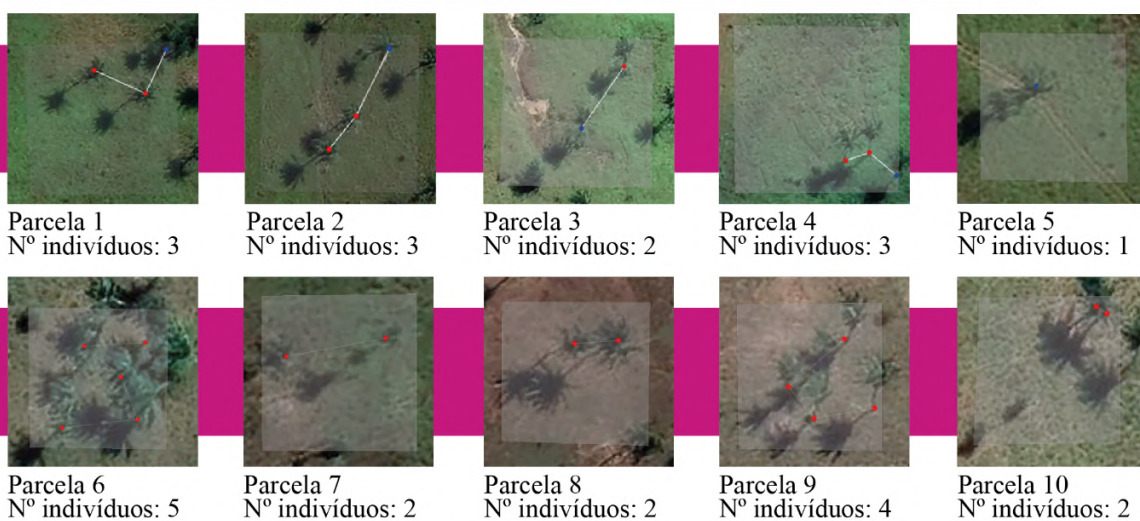 Parcela 1
Nº indivíduos: 3
Parcela 2
Nº indivíduos: 3
Parcela 3
Nº indivíduos: 2
Parcela 4
Nº indivíduos: 3
Parcela 5
Nº indivíduos: 1
Parcela 6
Nº indivíduos: 5
Parcela 7
Nº indivíduos: 2
Parcela 8
Nº indivíduos: 2
Parcela 9
Nº indivíduos: 4
Parcela 10
Nº indivíduos: 2